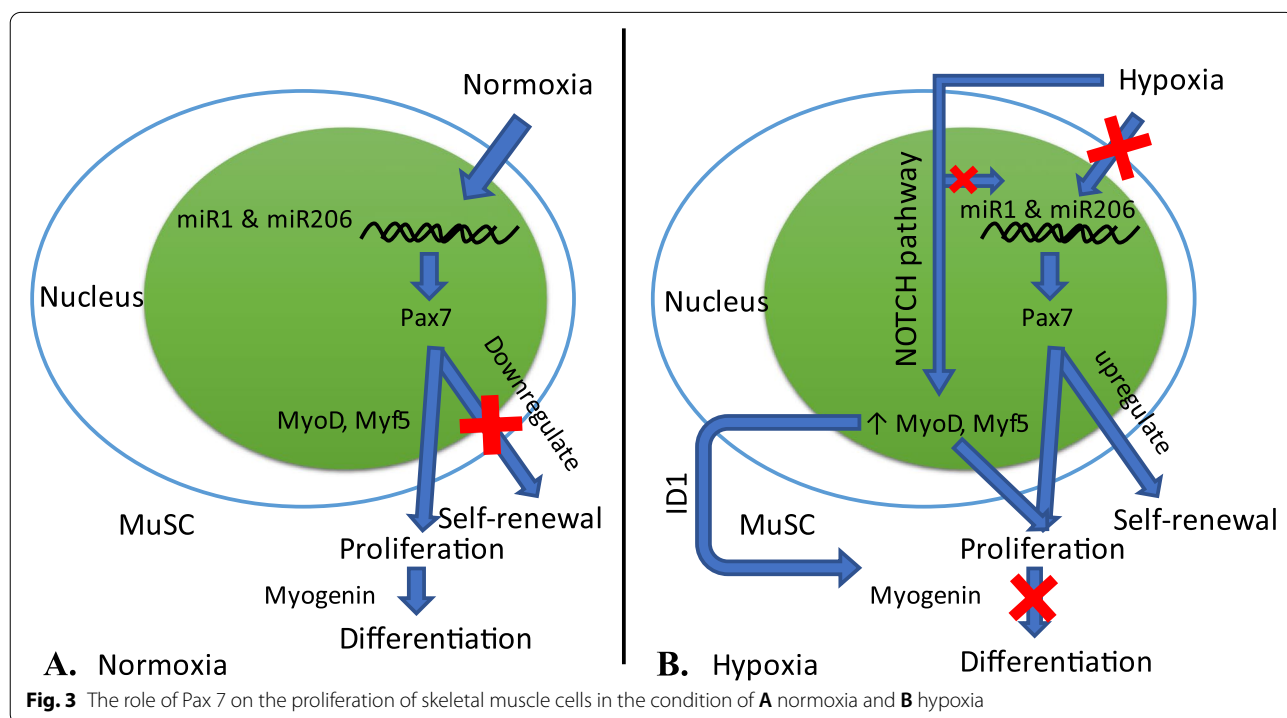 Normoxia
miR1 & miR206
Nucleus
Pax7
Downregulate
MyoD, Myf5
MuSC
Self-renewal
Proliferation
Myogenin
Differentiation
A. Normoxia
Hypoxia
NOTCH pathway
miR1 & miR206
Nucleus
Pax7
upregulate
↑ MyoD, Myf5
ID1
MuSC
Self-renewal
Proliferation
Myogenin
Differentiation
B. Hypoxia
Fig. 3 The role of Pax 7 on the proliferation of skeletal muscle cells in the condition of A normoxia and B hypoxia